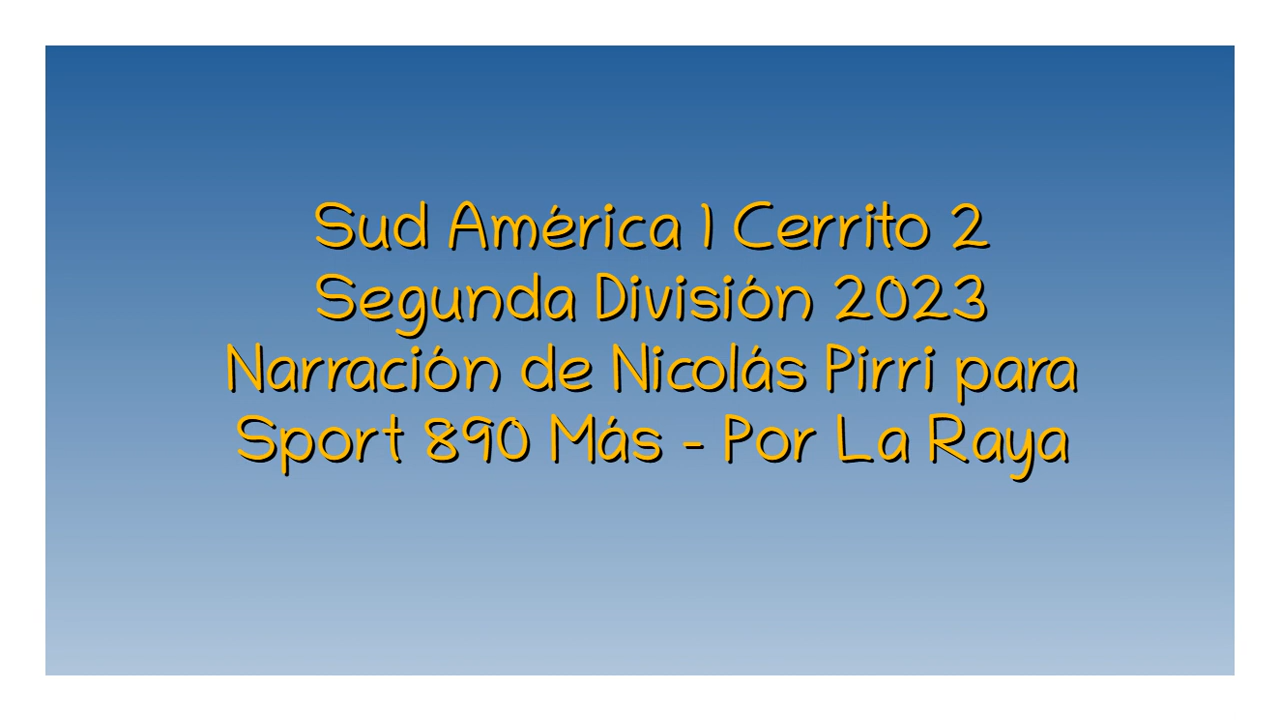 Sud América 1 Cerrito 2
Segunda División 2023
Narración de Nicolás Pirri para
Sport 890 Más - Por La Raya